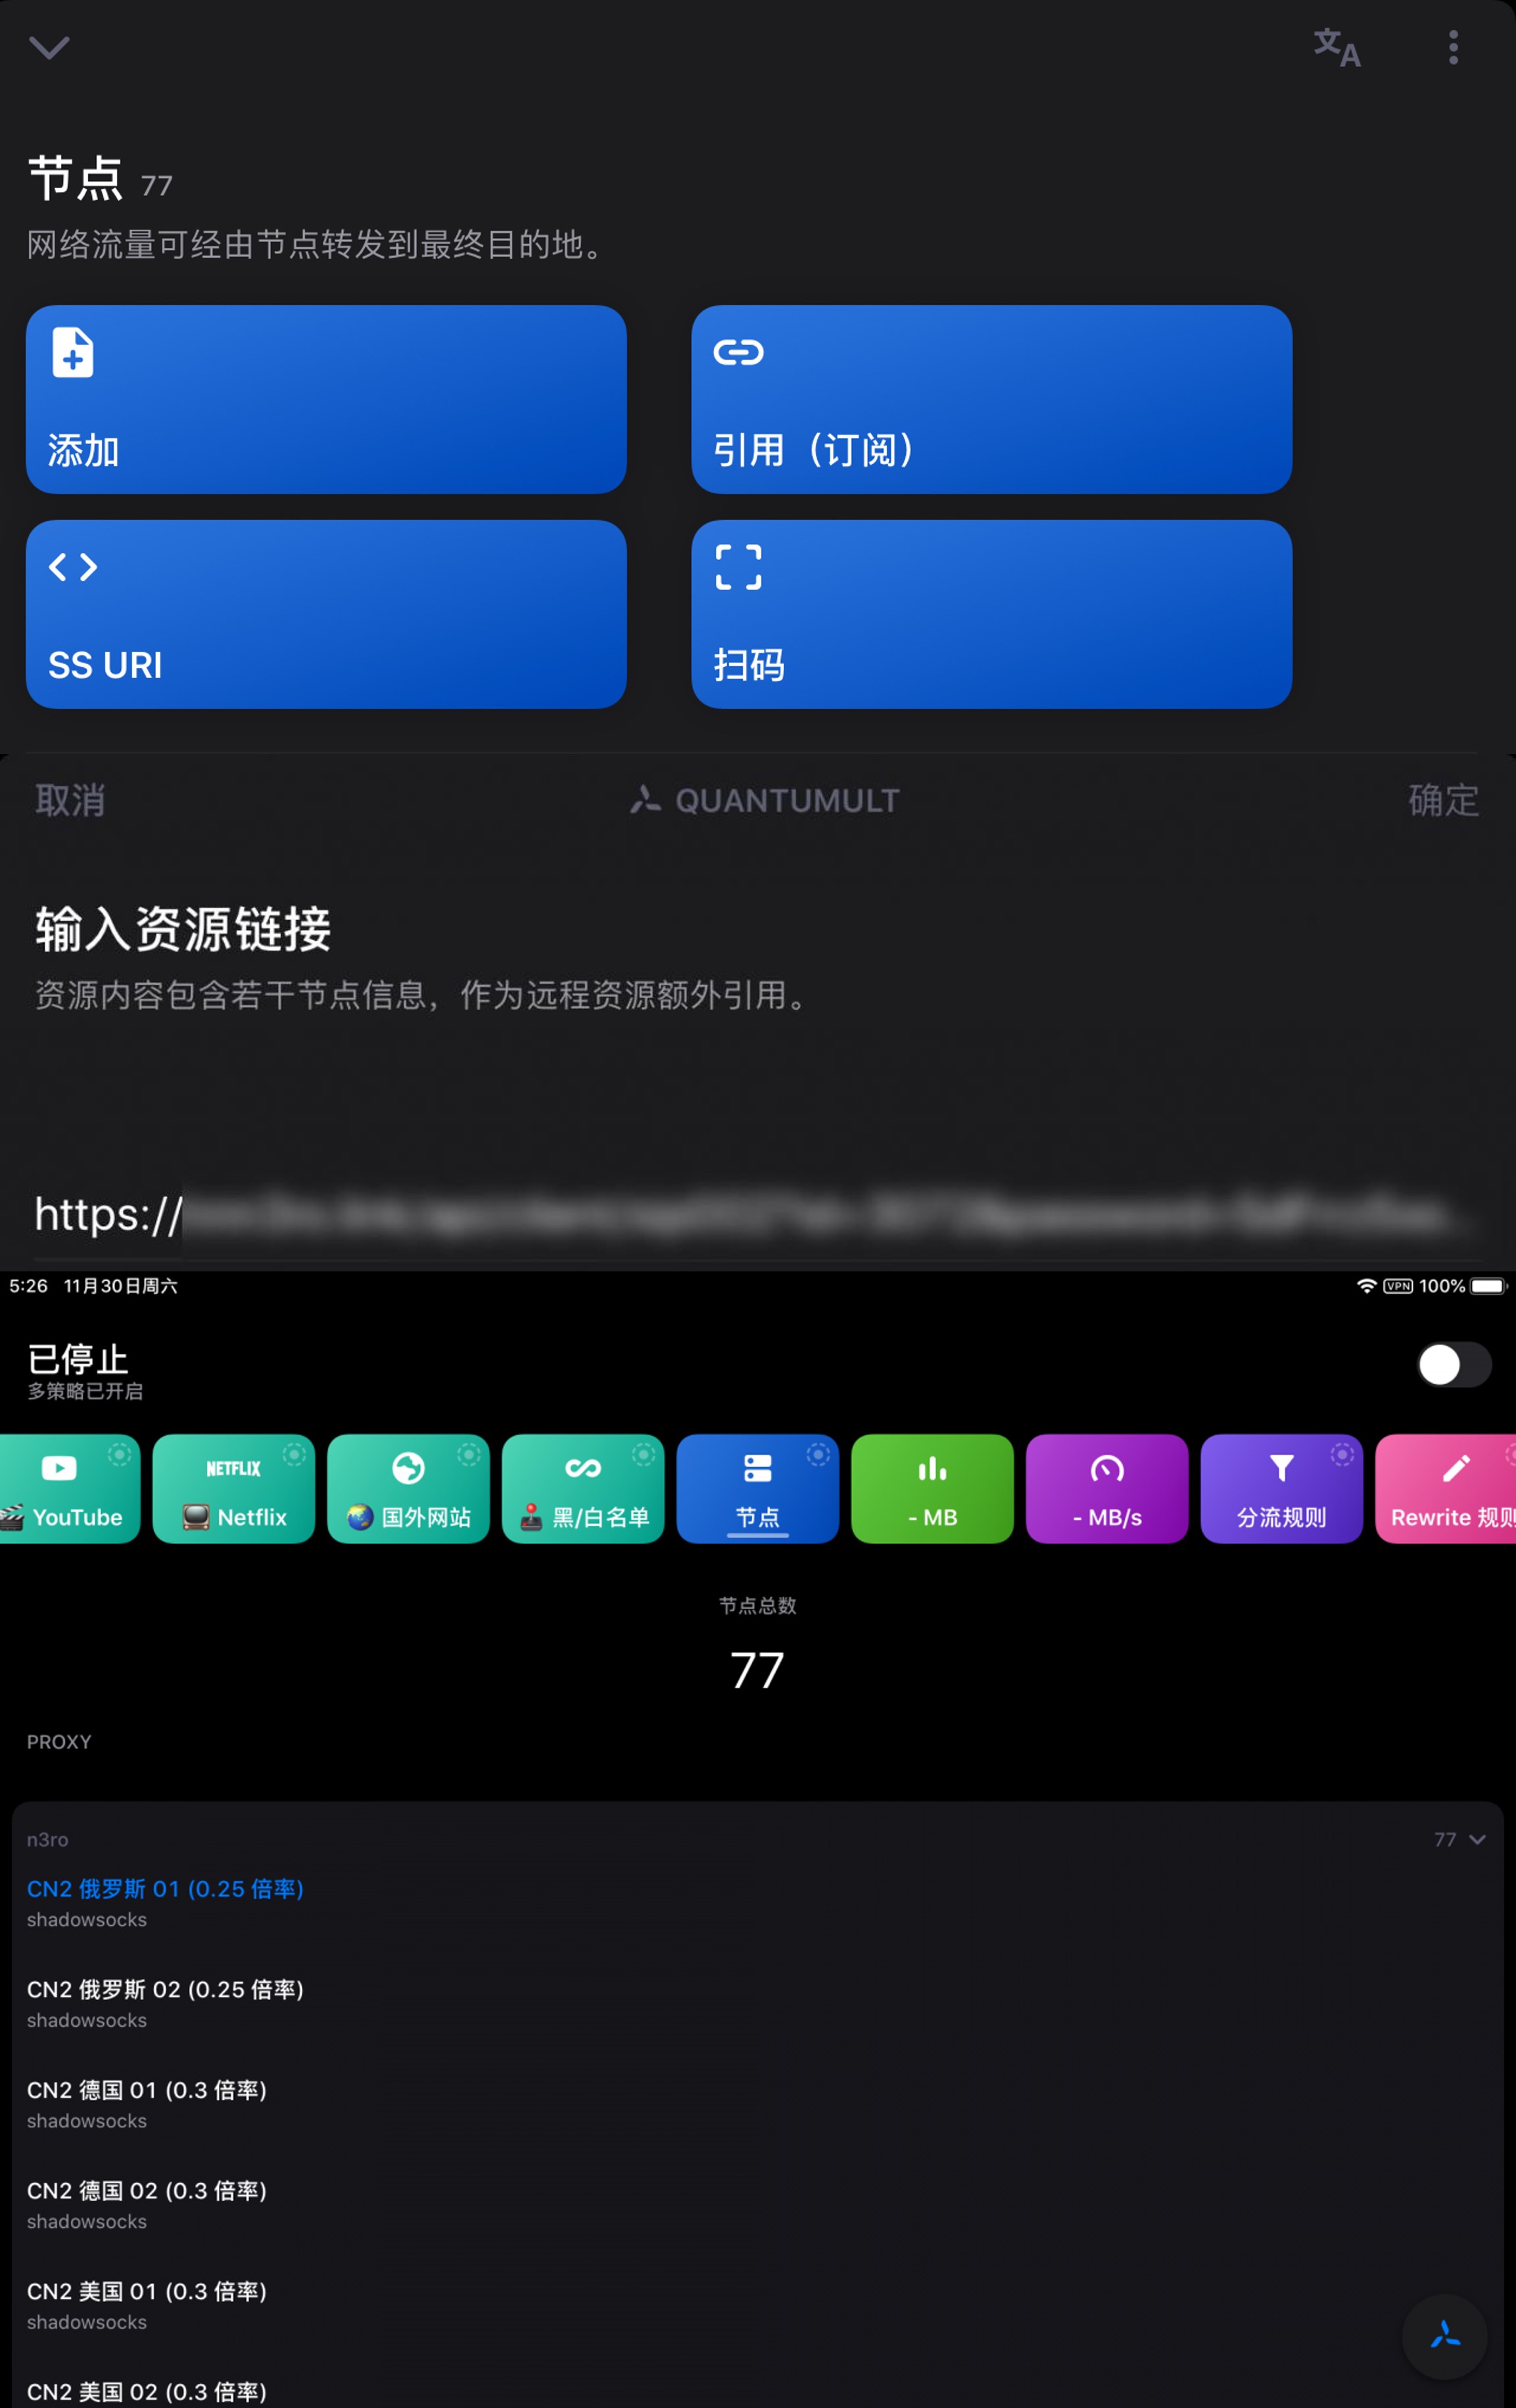 文A
节点 77
网络流量可经由节点转发到最终目的地。
添加
引用（订阅）
SS URI
扫码
取消 QUANTUMULT 确定
输入资源链接
资源内容包含若干节点信息，作为远程资源额外引用。
https://
5:26 11月30日周六 VPN 100%
已停止
多策略已开启
NETFLIX
YouTube Netflix 国外网站 黑/白名单 节点 - MB - MB/s 分流规则 Rewrite 规则
节点总数
77
PROXY
n3ro 77
CN2 俄罗斯 01 (0.25 倍率)
shadowsocks
CN2 俄罗斯 02 (0.25 倍率)
shadowsocks
CN2 德国 01 (0.3 倍率)
shadowsocks
CN2 德国 02 (0.3 倍率)
shadowsocks
CN2 美国 01 (0.3 倍率)
shadowsocks
CN2 美国 02 (0.3 倍率)